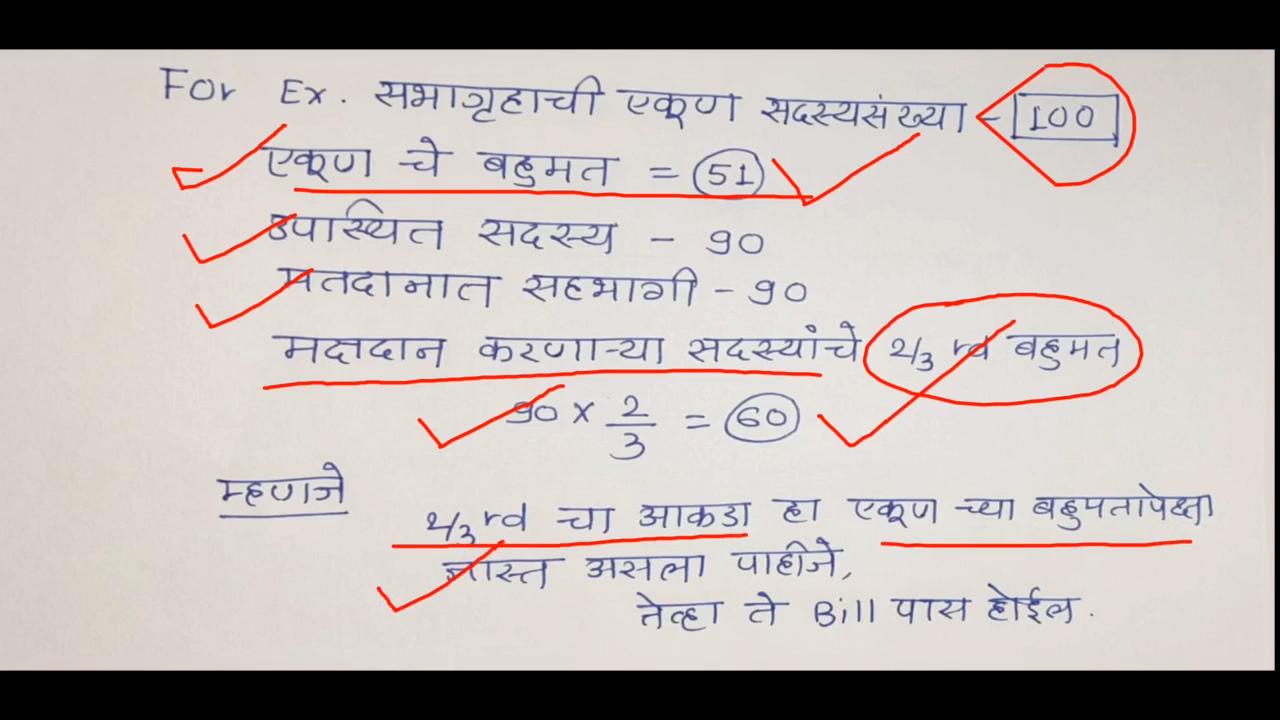 For Ex. सभागृहाची एकूण सदस्यसंख्या - 100
एकूण चे बहुमत = 51
उपास्थित सदस्य - 90
मतदानात सहभागी - 90
मतदान करणाऱ्या सदस्यांचे 2/3 rd बहुमत
90 × 2/3 = 60
म्हणजे
2/3 rd चा आकडा हा एकूण च्या बहुमतापेक्षा
जास्त असला पाहीजे,
तेव्हा ते Bill पास होईल.